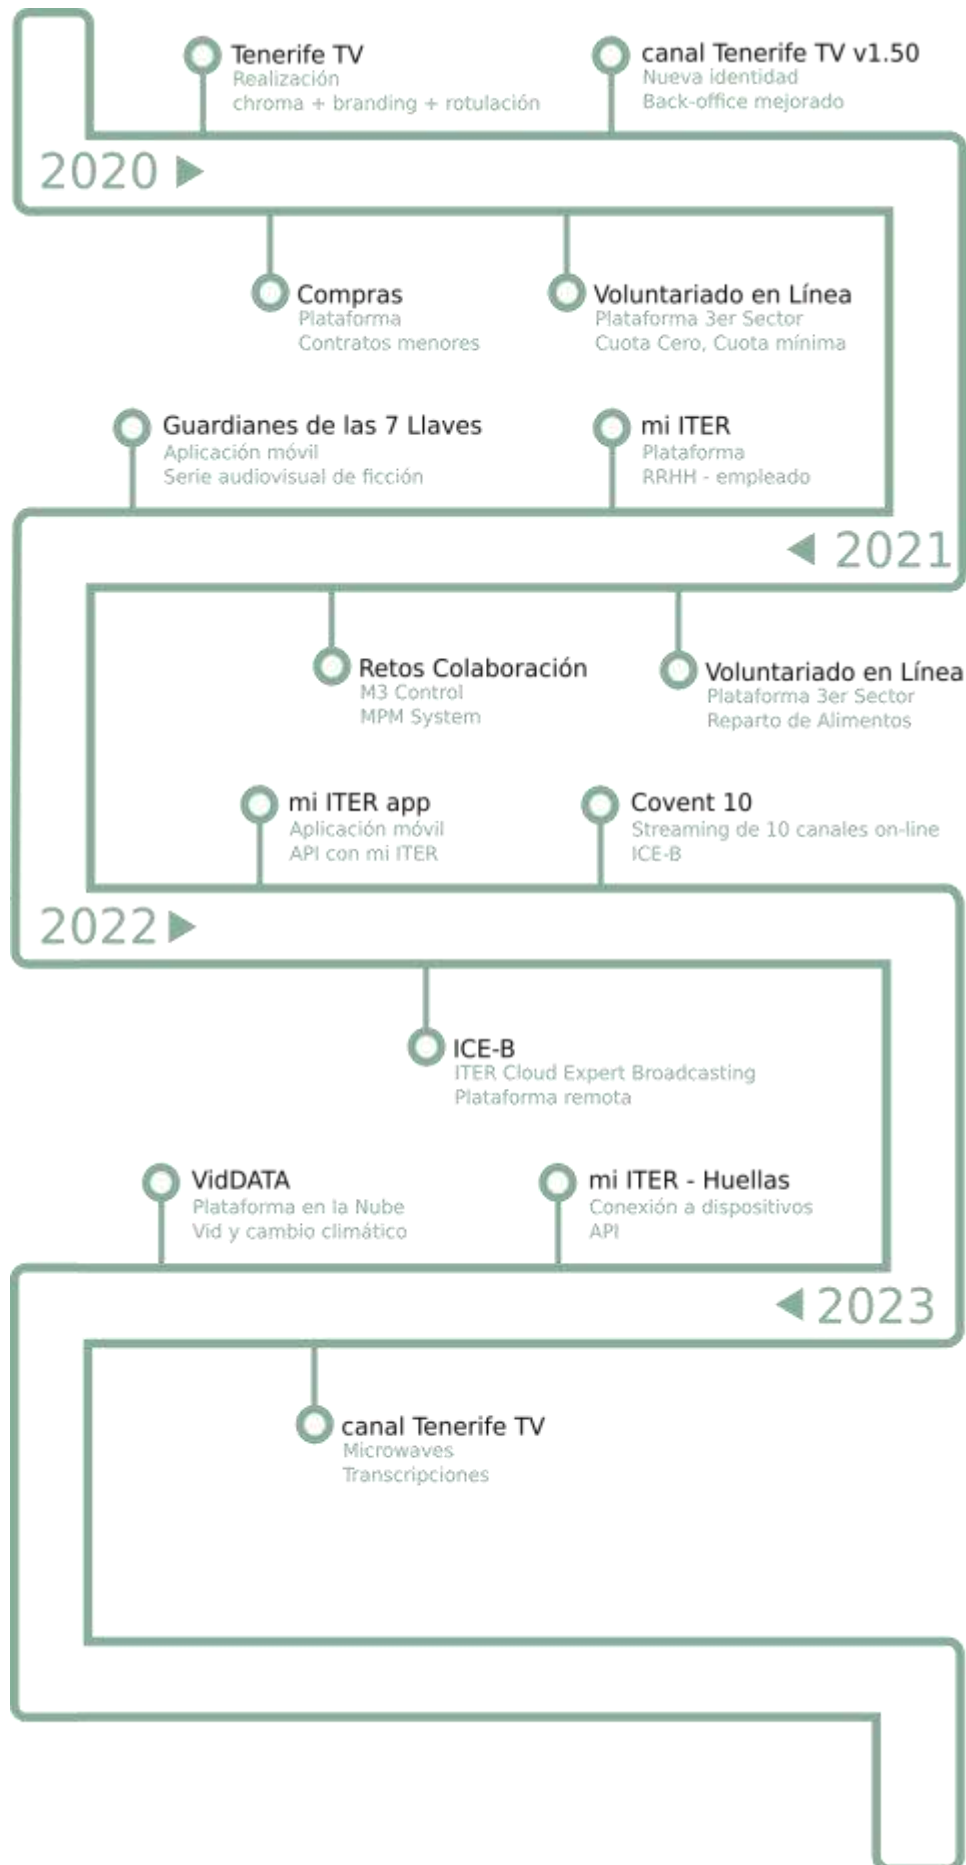 Tenerife TV
Realización
chroma + branding + rotulación
canal Tenerife TV v1.50
Nueva identidad
Back-office mejorado
2020
Compras
Plataforma
Contratos menores
Voluntariado en Línea
Plataforma 3er Sector
Cuota Cero, Cuota mínima
Guardianes de las 7 Llaves
Aplicación móvil
Serie audiovisual de ficción
mi ITER
Plataforma
RRHH - empleado
2021
Retos Colaboración
M3 Control
MPM System
Voluntariado en Línea
Plataforma 3er Sector
Reparto de Alimentos
mi ITER app
Aplicación móvil
API con mi ITER
Covent 10
Streaming de 10 canales on-line
ICE-B
2022
ICE-B
ITER Cloud Expert Broadcasting
Plataforma remota
VidDATA
Plataforma en la Nube
Vid y cambio climático
mi ITER - Huellas
Conexión a dispositivos
API
2023
canal Tenerife TV
Microwaves
Transcripciones